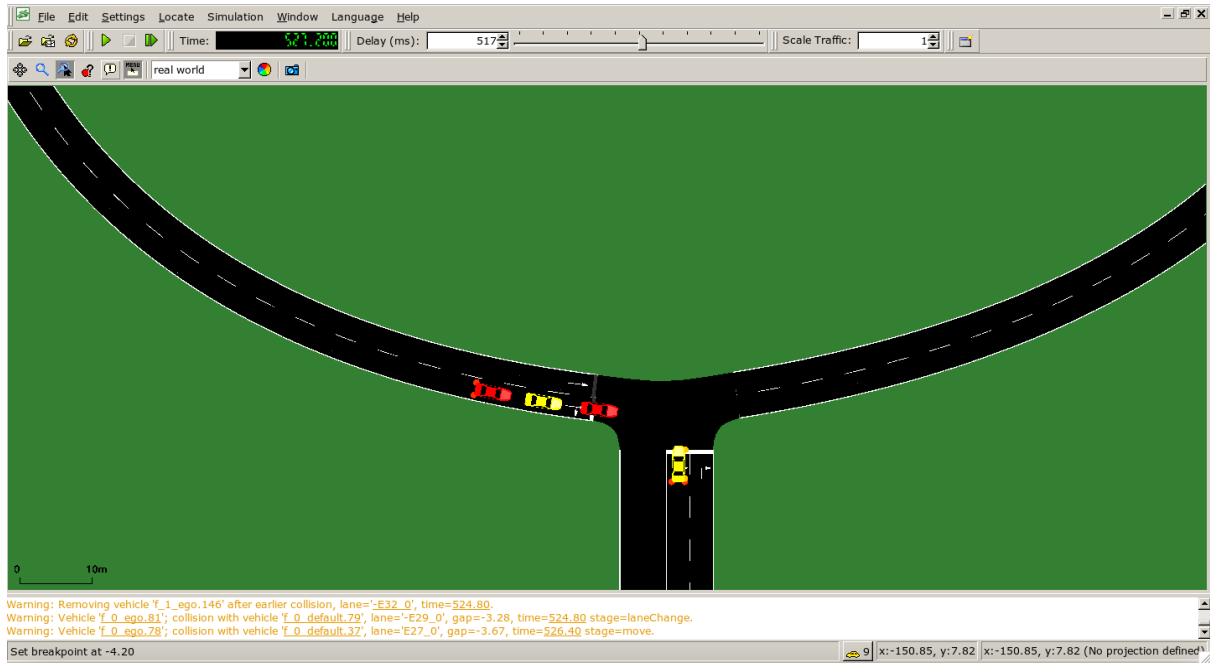 File Edit Settings Locate Simulation Window Language Help
Time: 527.200 Delay (ms): 517 Scale Traffic: 1
MENU real world
0 10m
Warning: Removing vehicle 'f_1_ego.146' after earlier collision, lane='-E32_0', time=524.80.
Warning: Vehicle 'f_0_ego.81'; collision with vehicle 'f_0_default.79', lane='-E29_0', gap=-3.28, time=524.80 stage=laneChange.
Warning: Vehicle 'f_0_ego.78'; collision with vehicle 'f_0_default.37', lane='E27_0', gap=-3.67, time=526.40 stage=move.
Set breakpoint at -4.20 9 x:-150.85, y:7.82 x:-150.85, y:7.82 (No projection defined)